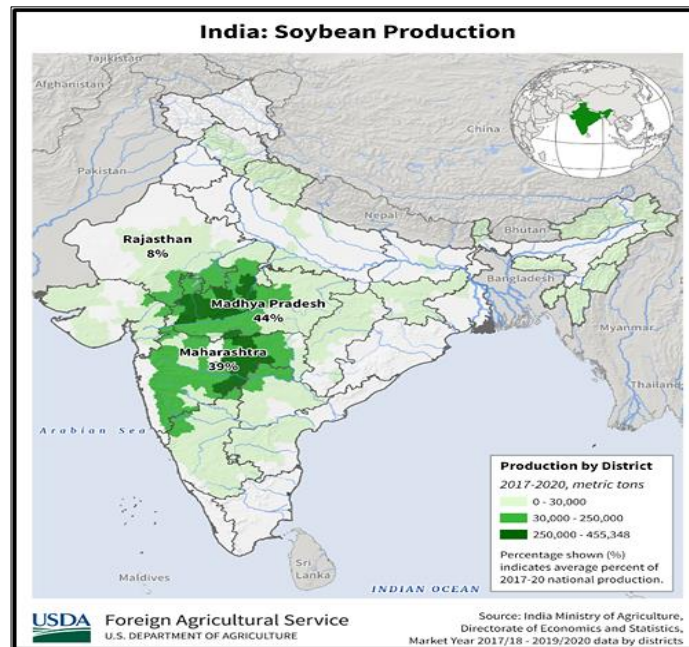 India: Soybean Production
Tajikistan
Afghanistan
China
Pakistan
Nepal
Bhutan
Rajasthan
8%
Bangladesh
Madhya Pradesh
44%
Myanmar
Maharashtra
39%
Thailand
Arabian Sea
Production by District
2017-2020, metric tons
0 - 30,000
30,000 - 250,000
250,000 - 455,348
Percentage shown (%)
indicates average percent of
2017-20 national production.
Sri
Lanka
Maldives
INDIAN OCEAN
USDA
Foreign Agricultural Service
U.S. DEPARTMENT OF AGRICULTURE
Source: India Ministry of Agriculture,
Directorate of Economics and Statistics,
Market Year 2017/18 - 2019/2020 data by districts